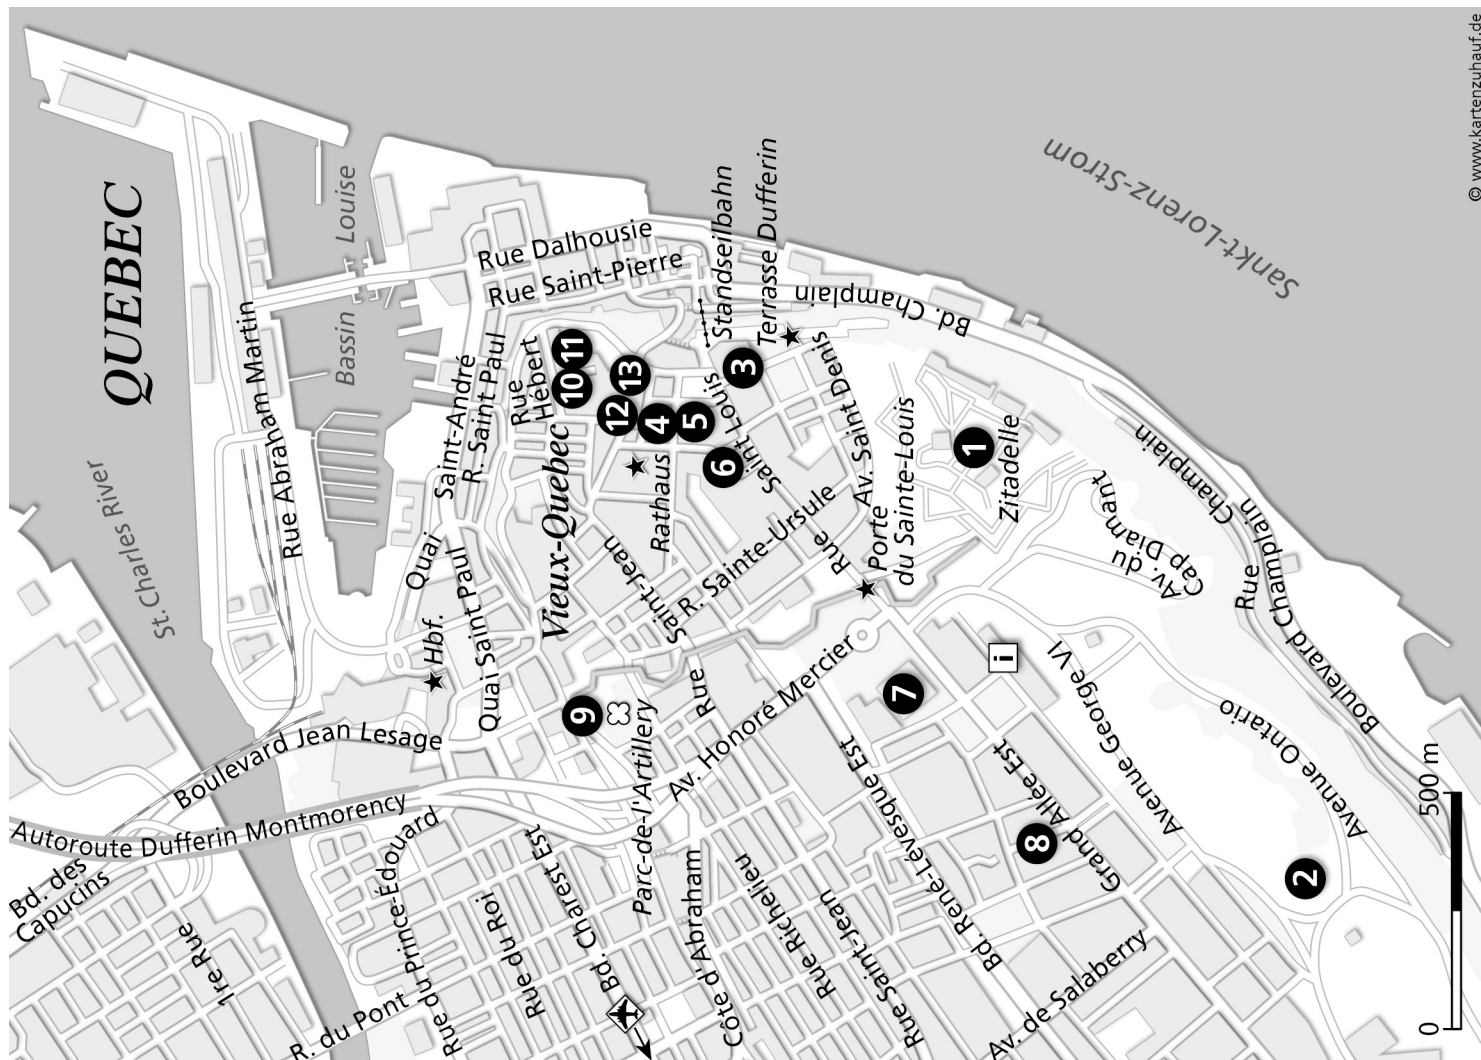 QUEBEC
© www.kartenzuhauf.de
St. Charles River
Sankt-Lorenz-Strom
Bassin Louise
Rue Abraham Martin
Rue Dalhousie
Rue Saint-Pierre
Standseilbahn
Terrasse Dufferin
Bd. Champlain
Quai
Saint-André
R. Saint Paul
Rue
Hébert
11
10
13
12
4
5
3
6
Vieux-Quebec
Rathaus
Rue
Saint Louis
Av. Saint Denis
Porte
du Sainte-Louis
1
Zitadelle
Champlain
Av. du
Cap Diamant
Rue Champlain
Boulevard Champlain
R. Sainte-Ursule
Rue
Saint-Jean
Hbf.
Quai Saint Paul
9
Parc-de-l'Artillery
Av. Honoré Mercier
7
i
Avenue George VI
Avenue Ontario
Boulevard Jean Lesage
Autoroute Dufferin Montmorency
Bd. des
Capucins
1re Rue
R. du Pont
Rue du Prince-Édouard
Rue du Roi
Bd. Charest Est
Côte d'Abraham
Rue Richelieu
Rue Saint-Jean
Bd. René-Lévesque Est
8
Grand Allée Est
Av. de Salaberry
2
0
500 m